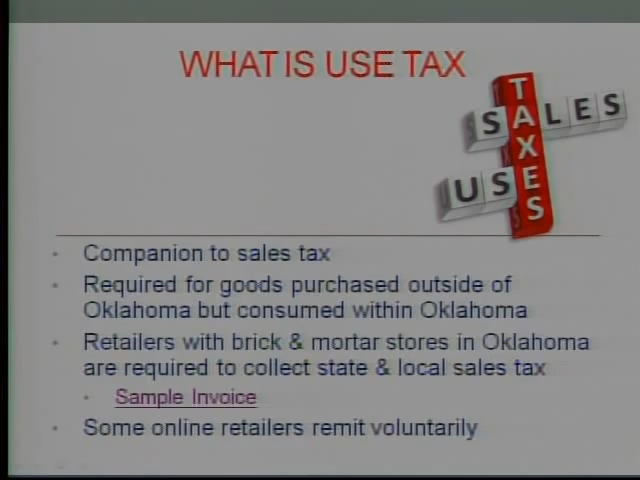 WHAT IS USE TAX
TAXES
SALES
USE
Companion to sales tax
Required for goods purchased outside of
Oklahoma but consumed within Oklahoma
Retailers with brick & mortar stores in Oklahoma
are required to collect state & local sales tax
Sample Invoice
Some online retailers remit voluntarily